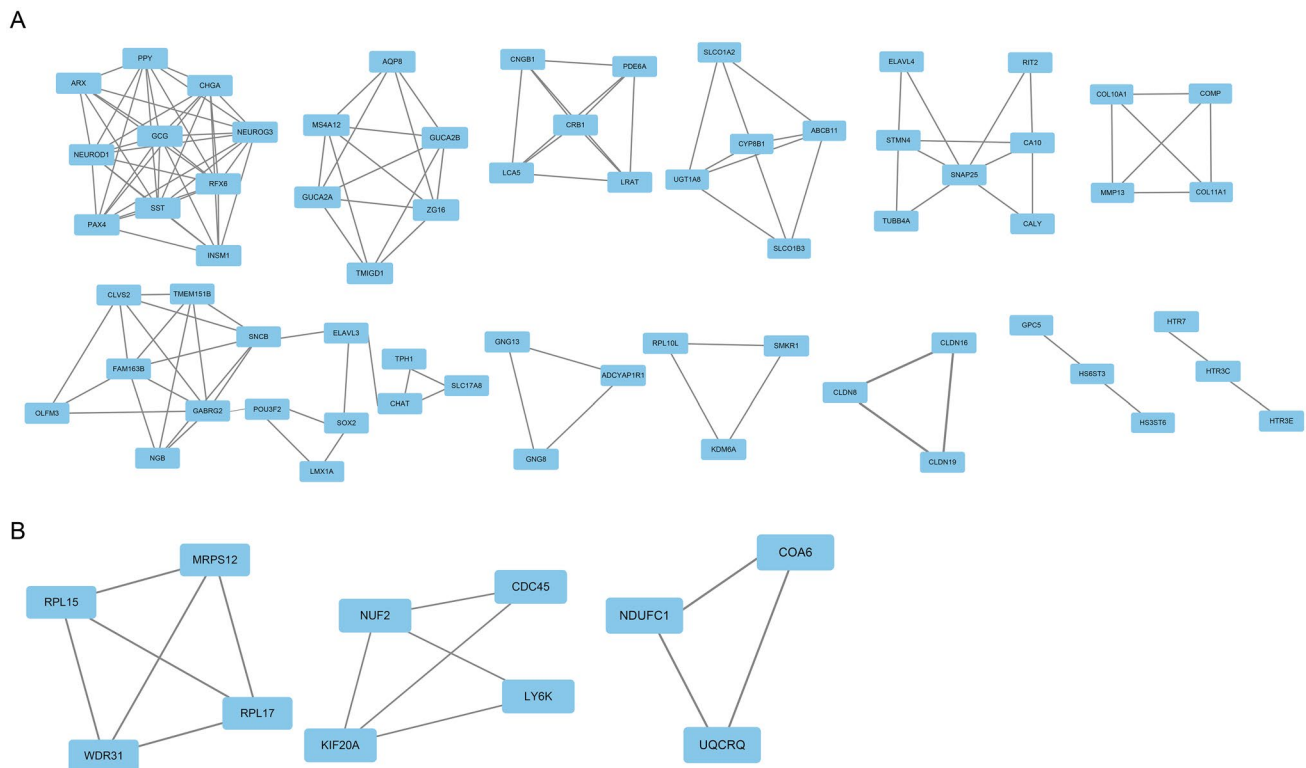 A
PPY
ARX
CHGA
GCG
NEUROG3
NEUROD1
RFX6
SST
PAX4
INSM1
AQP8
MS4A12
GUCA2B
GUCA2A
ZG16
TMIGD1
CNGB1
PDE6A
CRB1
LCA5
LRAT
SLCO1A2
ABCB11
CYP8B1
UGT1A6
SLCO1B3
ELAVL4
RIT2
STMN4
CA10
SNAP25
TUBB4A
CALY
COL10A1
COMP
MMP13
COL11A1
CLVS2
TMEM151B
SNCB
FAM163B
OLFM3
GABRG2
NGB
ELAVL3
TPH1
SLC17A8
CHAT
POU3F2
SOX2
LMX1A
GNG13
ADCYAP1R1
GNG8
RPL10L
SMKR1
KDM6A
CLDN16
CLDN8
CLDN19
GPC5
HS6ST3
HS3ST6
HTR7
HTR3C
HTR3E
B
MRPS12
RPL15
RPL17
WDR31
CDC45
NUF2
LY6K
KIF20A
COA6
NDUFC1
UQCRQ